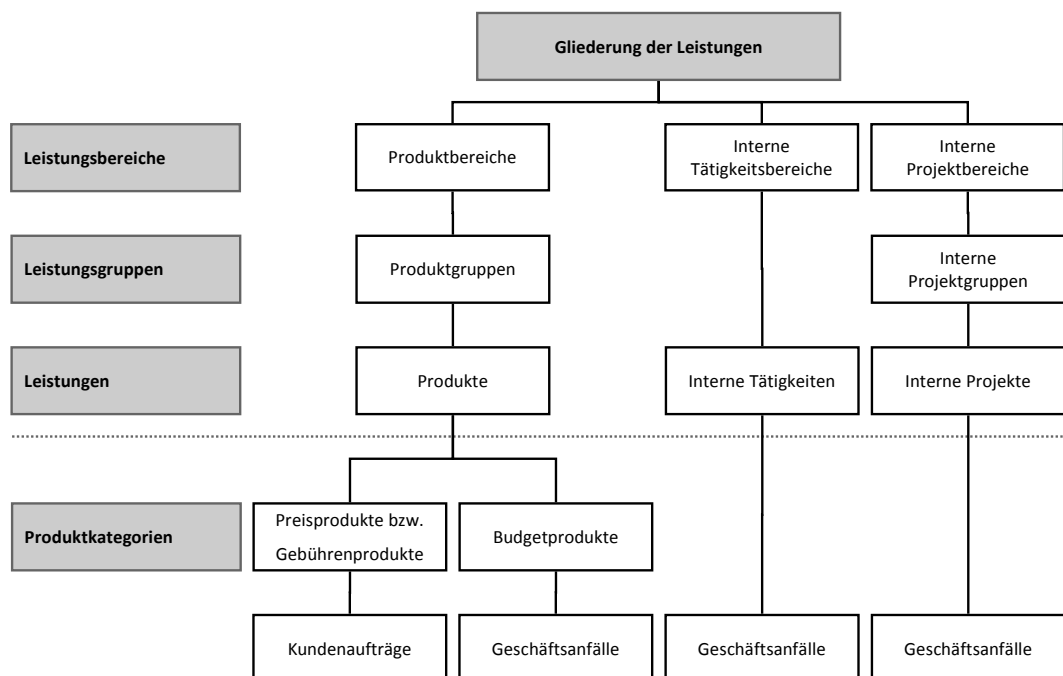 Gliederung der Leistungen
Leistungsbereiche
Produktbereiche
Interne
Tätigkeitsbereiche
Interne
Projektbereiche
Leistungsgruppen
Produktgruppen
Interne
Projektgruppen
Leistungen
Produkte
Interne Tätigkeiten
Interne Projekte
Produktkategorien
Preisprodukte bzw.
Gebührenprodukte
Budgetprodukte
Kundenaufträge
Geschäftsanfälle
Geschäftsanfälle
Geschäftsanfälle